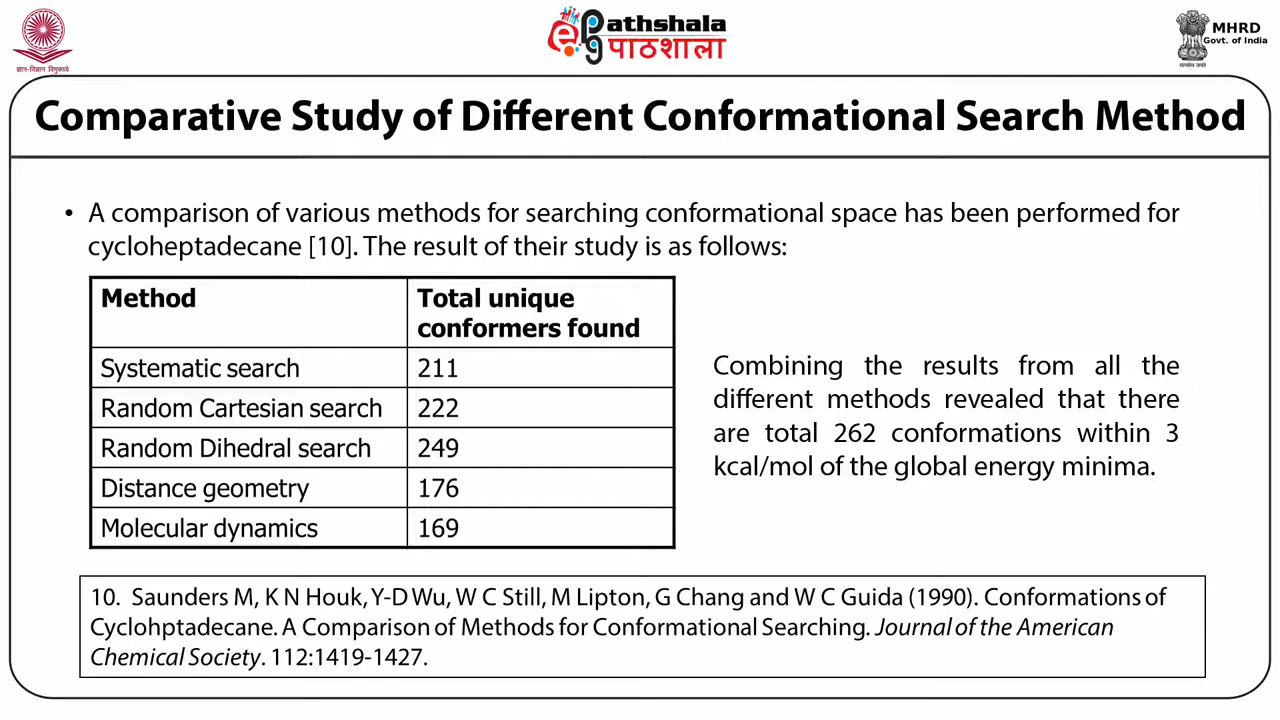 ज्ञान-विज्ञान विमुक्तये
ePathshala
पाठशाला
MHRD
Govt. of India
सत्यमेव जयते
Comparative Study of Different Conformational Search Method
• A comparison of various methods for searching conformational space has been performed for
cycloheptadecane [10]. The result of their study is as follows:
Method Total unique
conformers found
Systematic search 211
Random Cartesian search 222
Random Dihedral search 249
Distance geometry 176
Molecular dynamics 169
Combining the results from all the
different methods revealed that there
are total 262 conformations within 3
kcal/mol of the global energy minima.
10. Saunders M, K N Houk, Y-D Wu, W C Still, M Lipton, G Chang and W C Guida (1990). Conformations of
Cyclohptadecane. A Comparison of Methods for Conformational Searching. Journal of the American
Chemical Society. 112:1419-1427.